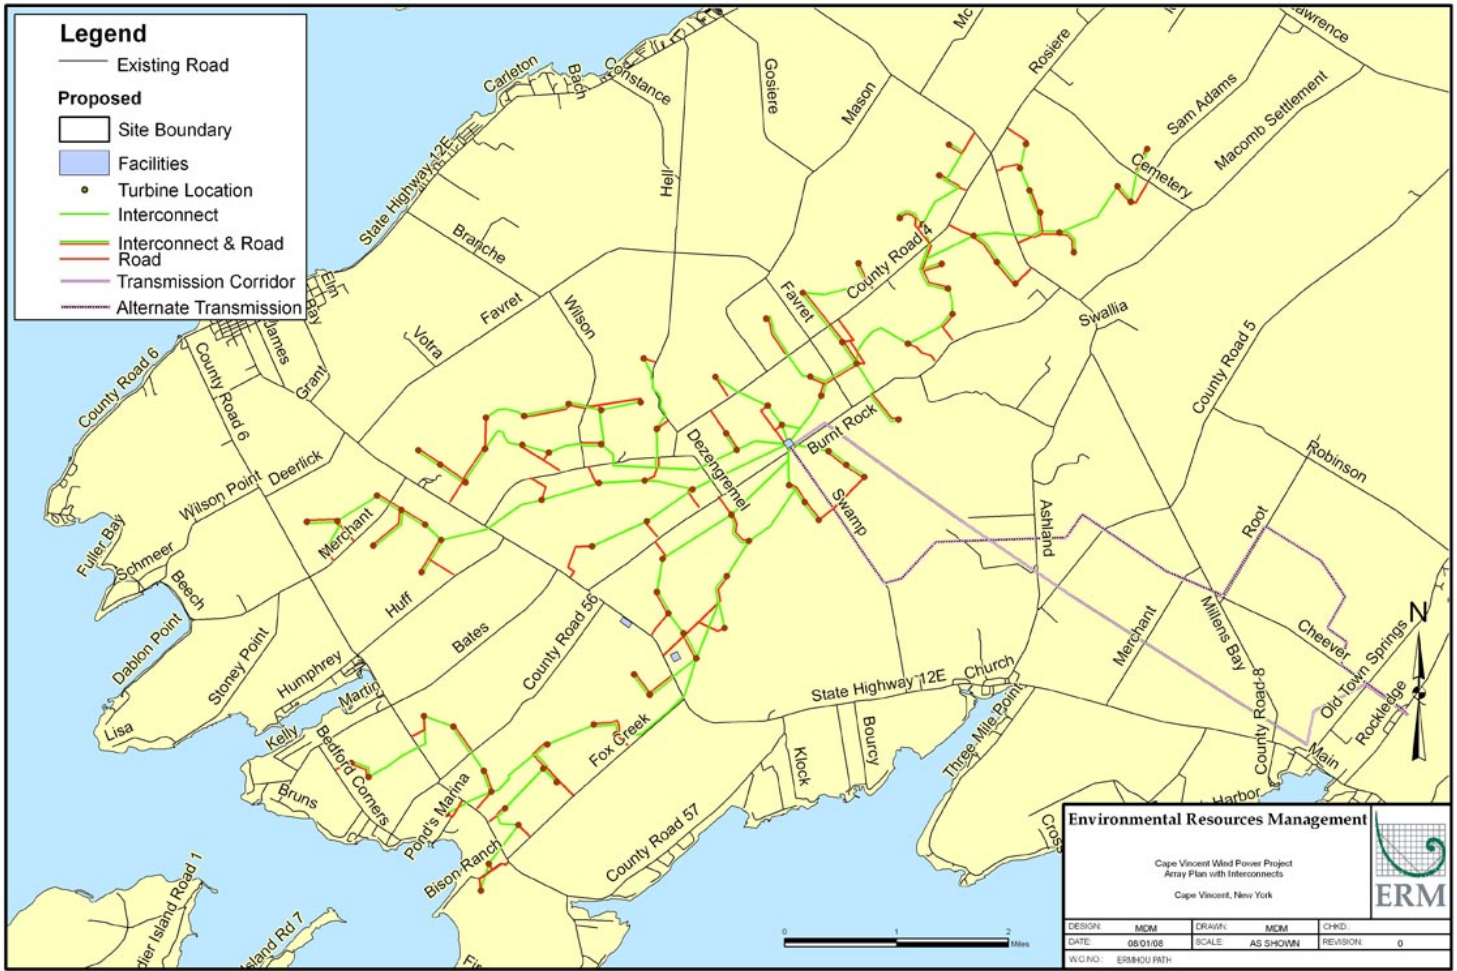 Legend
Existing Road
Proposed
Site Boundary
Facilities
Turbine Location
Interconnect
Interconnect & Road
Road
Transmission Corridor
Alternate Transmission
Carleton
Bach
Constance
Gosiere
Mason
Mc
Rosiere
Lawrence
Sam Adams
Macomb Settlement
Cemetery
State Highway 12E
Hell
Branche
Elm
Bay
James
Grant
Favret
Votra
Wilson
County Road 4
Favret
Swallia
County Road 5
County Road 6
County Road 6
Deerlick
Wilson Point
Dezengremel
Burnt Rock
Swamp
Robinson
Root
Ashland
Fuller Bay
Schmeer
Beech
Merchant
Huff
Bates
County Road 56
Dablon Point
Stoney Point
Humphrey
Martin
Lisa
Kelly
Bedford Corners
Bruns
Pond's Marina
Bison Ranch
Fox Creek
County Road 57
Klock
Bourcy
State Highway 12E
Church
Three Mile Point
Merchant
Millens Bay
County Road 8
Cheever
Old Town Springs
Rockledge
Main
Harbor
Cross
N
dier Island Road 1
Island Rd 7
0 1 2
Miles
Environmental Resources Management
Cape Vincent Wind Power Project
Array Plan with Interconnects
Cape Vincent, New York
ERM
DESIGN: MDM DRAWN: MDM CHKD.:
DATE: 08/01/08 SCALE: AS SHOWN REVISION: 0
W.O.NO.: ERMHOU PATH